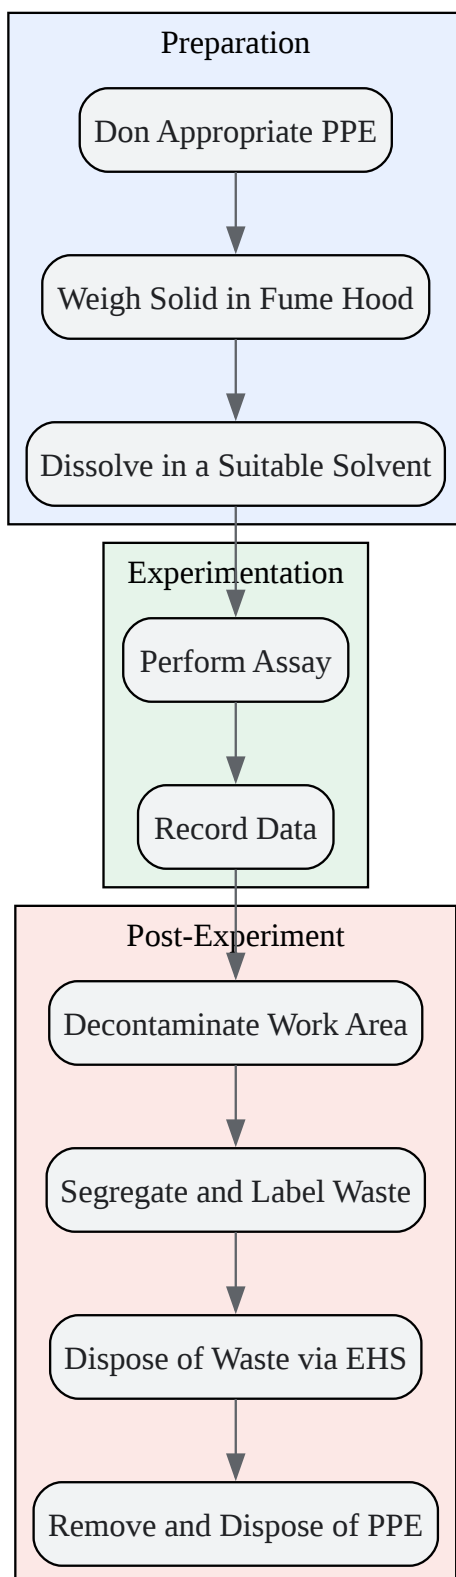 Preparation
Don Appropriate PPE
Weigh Solid in Fume Hood
Dissolve in a Suitable Solvent
Experimentation
Perform Assay
Record Data
Post-Experiment
Decontaminate Work Area
Segregate and Label Waste
Dispose of Waste via EHS
Remove and Dispose of PPE